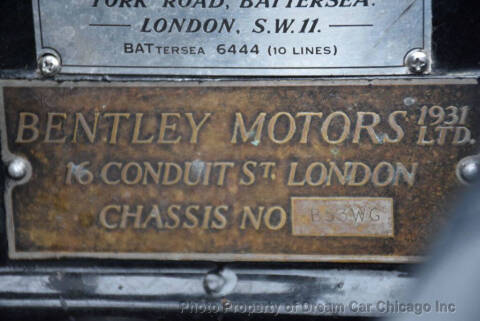 YORK ROAD, BATTERSEA.
LONDON, S.W.11.
BATTERSEA 6444 (10 LINES)
BENTLEY MOTORS 1931 LTD.
16 CONDUIT ST. LONDON
CHASSIS NO B53WG
Photo Property of Dream Car Chicago Inc